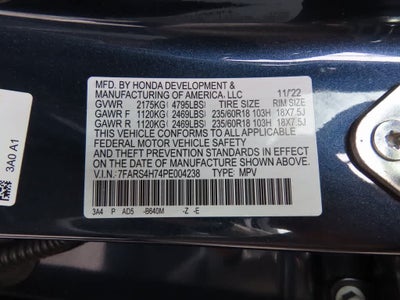 MFD. BY HONDA DEVELOPMENT &
MANUFACTURING OF AMERICA, LLC 11/22
GVWR 2175KG( 4795LBS) TIRE SIZE RIM SIZE
GAWR F 1120KG( 2469LBS) 235/60R18 103H 18X7.5J
GAWR R 1120KG( 2469LBS) 235/60R18 103H 18X7.5J
THIS VEHICLE CONFORMS TO ALL APPLICABLE
FEDERAL MOTOR VEHICLE SAFETY
AND THEFT PREVENTION STANDARDS IN EFFECT ON
THE DATE OF MANUFACTURE SHOWN ABOVE.
V.I.N.: 7FARS4H74PE004238 TYPE: MPV
3A4 P AD5 -B640M -Z -E
3A0 A1